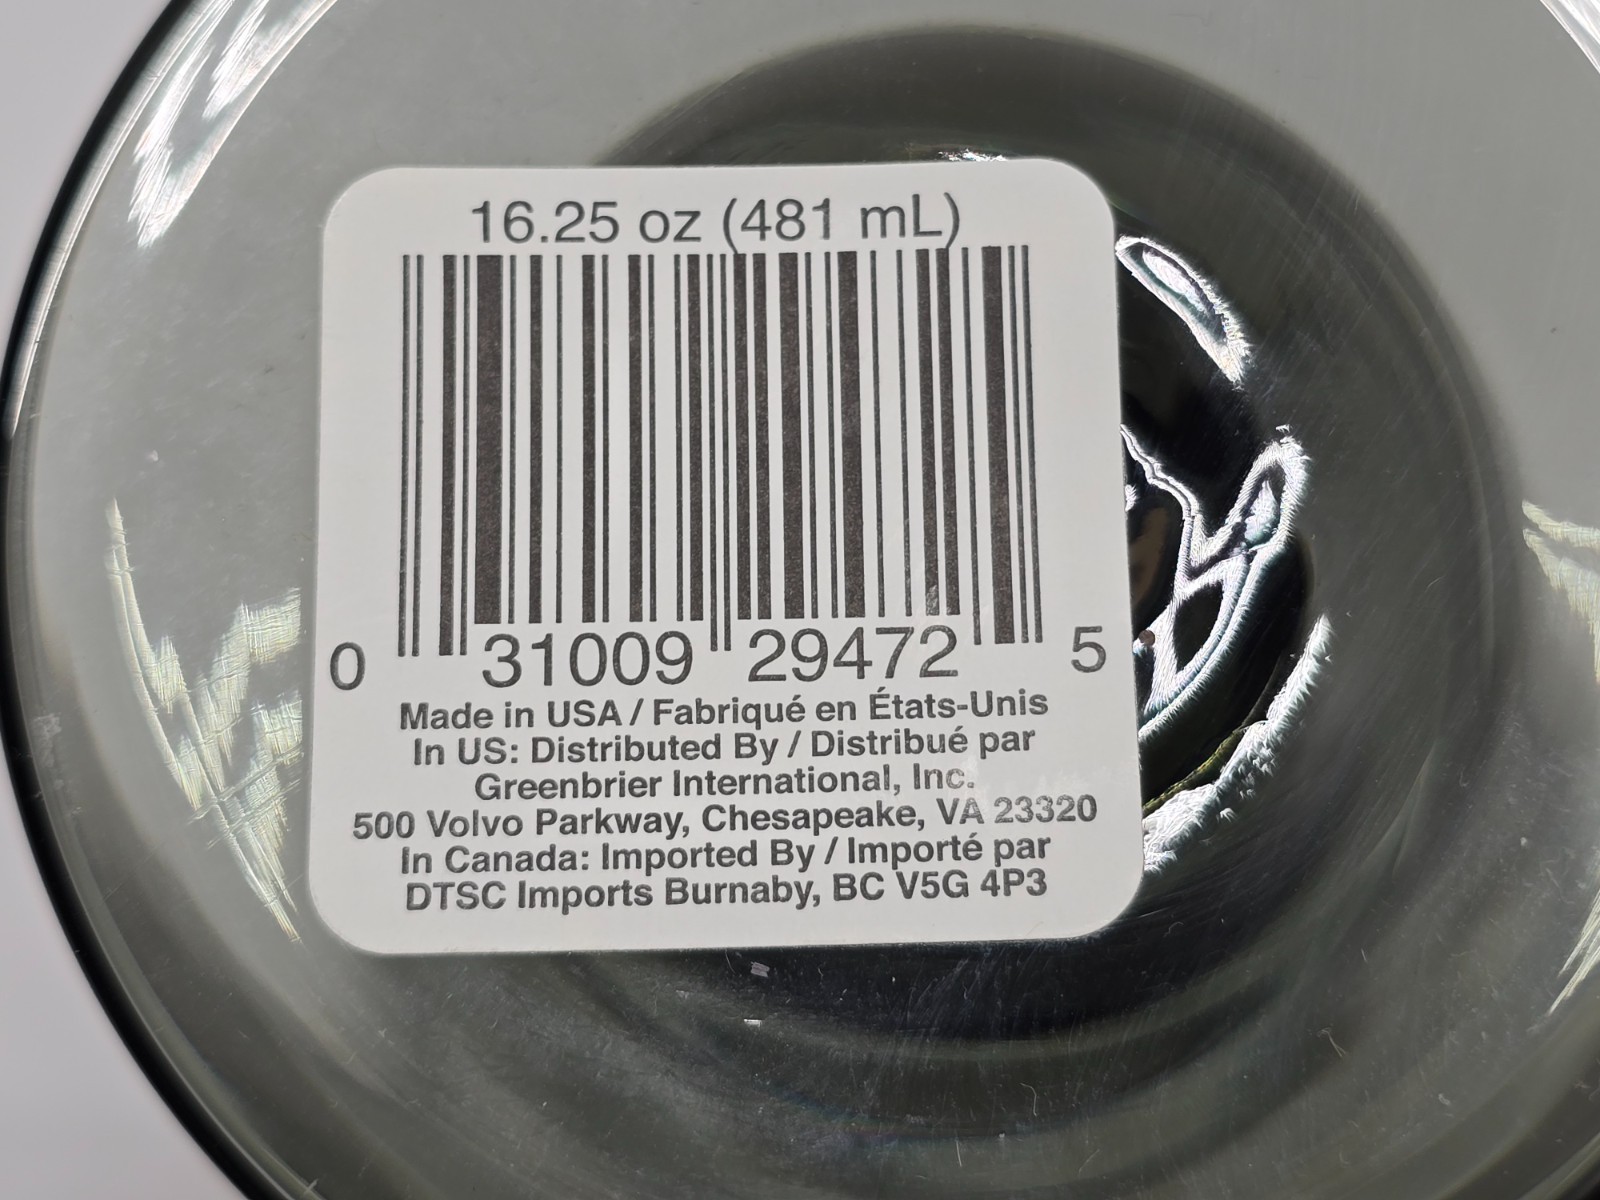 16.25 oz (481 mL)
0 31009 29472 5
Made in USA / Fabriqué en États-Unis
In US: Distributed By / Distribué par
Greenbrier International, Inc.
500 Volvo Parkway, Chesapeake, VA 23320
In Canada: Imported By / Importé par
DTSC Imports Burnaby, BC V5G 4P3